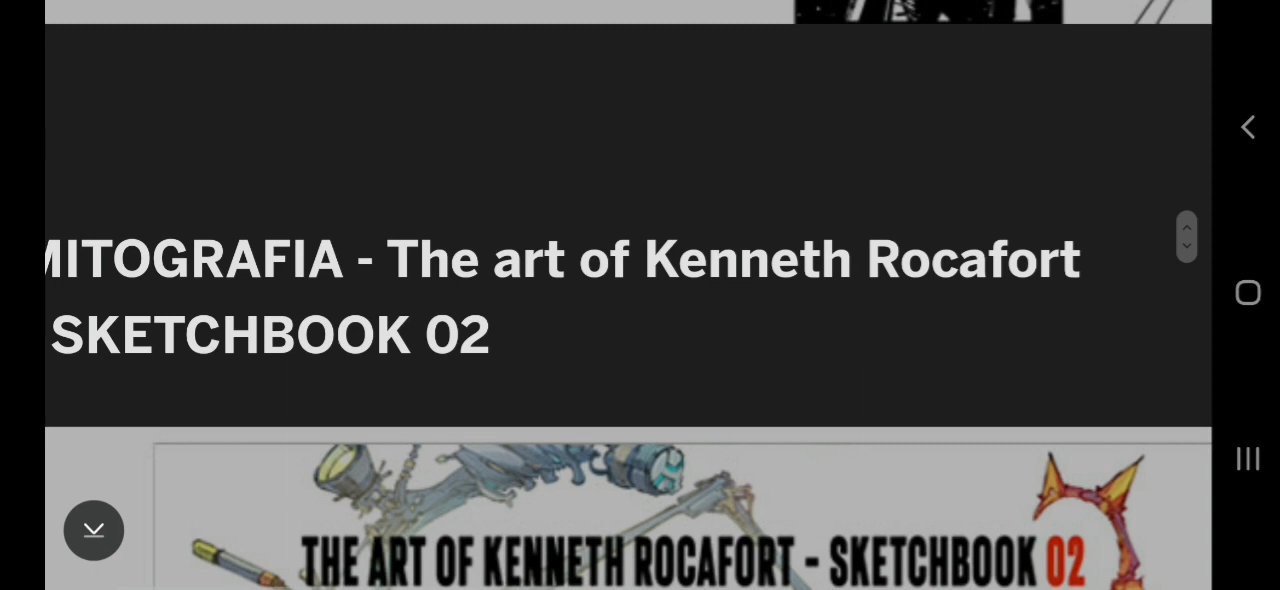 MITOGRAFIA - The art of Kenneth Rocafort
SKETCHBOOK 02
THE ART OF KENNETH ROCAFORT - SKETCHBOOK 02